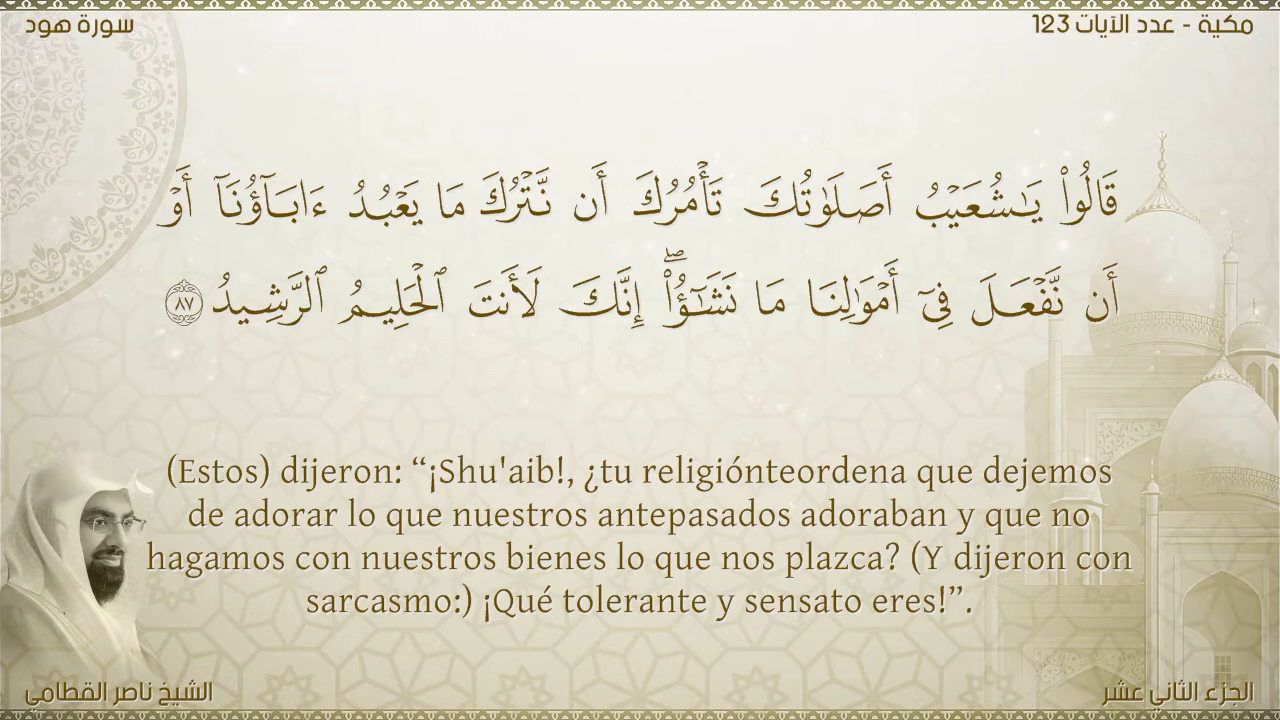 سورة هود
مكية - عدد الآيات 123
قَالُوا۟ يَـٰشُعَيْبُ أَصَلَوٰتُكَ تَأْمُرُكَ أَن نَّتْرُكَ مَا يَعْبُدُ ءَابَآؤُنَآ أَوْ
أَن نَّفْعَلَ فِىٓ أَمْوَٰلِنَا مَا نَشَـٰٓؤُا۟ ۖ إِنَّكَ لَأَنتَ ٱلْحَلِيمُ ٱلرَّشِيدُ ٨٧
(Estos) dijeron: “¡Shu'aib!, ¿tu religiónteordena que dejemos
de adorar lo que nuestros antepasados adoraban y que no
hagamos con nuestros bienes lo que nos plazca? (Y dijeron con
sarcasmo:) ¡Qué tolerante y sensato eres!”.
الشيخ ناصر القطامي
الجزء الثاني عشر